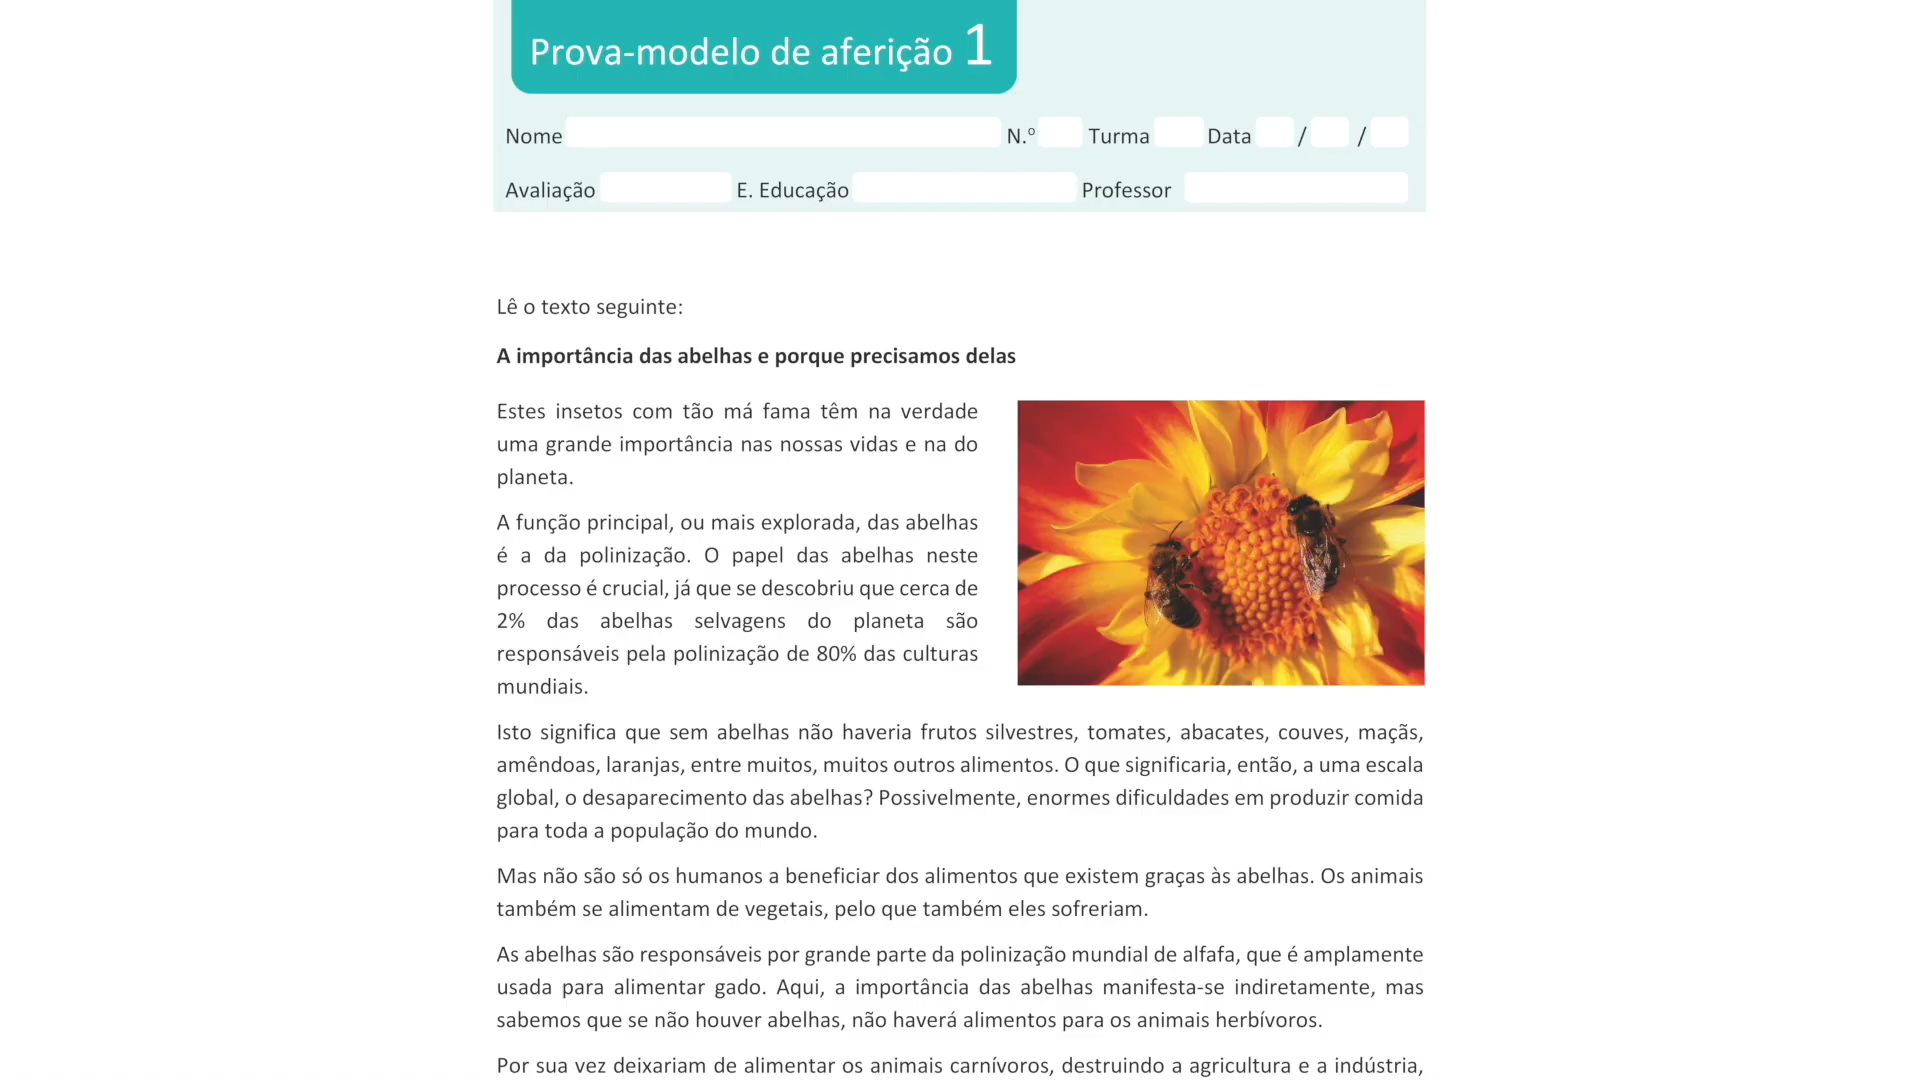 Prova-modelo de aferição 1
Nome N.º Turma Data / /
Avaliação E. Educação Professor
Lê o texto seguinte:
A importância das abelhas e porque precisamos delas
Estes insetos com tão má fama têm na verdade
uma grande importância nas nossas vidas e na do
planeta.
A função principal, ou mais explorada, das abelhas
é a da polinização. O papel das abelhas neste
processo é crucial, já que se descobriu que cerca de
2% das abelhas selvagens do planeta são
responsáveis pela polinização de 80% das culturas
mundiais.
Isto significa que sem abelhas não haveria frutos silvestres, tomates, abacates, couves, maçãs,
amêndoas, laranjas, entre muitos, muitos outros alimentos. O que significaria, então, a uma escala
global, o desaparecimento das abelhas? Possivelmente, enormes dificuldades em produzir comida
para toda a população do mundo.
Mas não são só os humanos a beneficiar dos alimentos que existem graças às abelhas. Os animais
também se alimentam de vegetais, pelo que também eles sofreriam.
As abelhas são responsáveis por grande parte da polinização mundial de alfafa, que é amplamente
usada para alimentar gado. Aqui, a importância das abelhas manifesta-se indiretamente, mas
sabemos que se não houver abelhas, não haverá alimentos para os animais herbívoros.
Por sua vez deixariam de alimentar os animais carnívoros, destruindo a agricultura e a indústria,